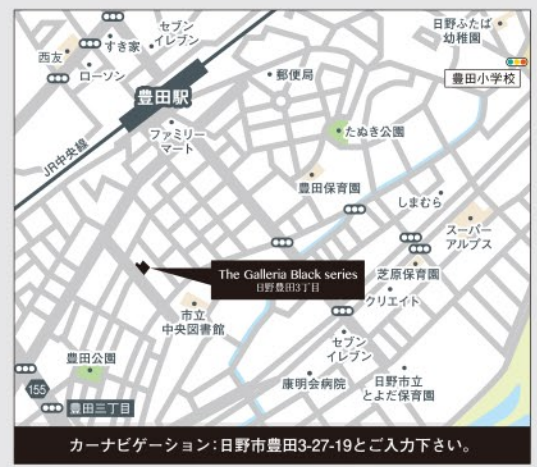 セブン
イレブン
日野ふたば
幼稚園
すき家
西友
ローソン
郵便局
豊田小学校
豊田駅
ファミリー
マート
たぬき公園
JR中央線
豊田保育園
しまむら
スーパー
アルプス
The Galleria Black series
日野豊田3丁目
芝原保育園
クリエイト
市立
中央図書館
セブン
イレブン
豊田公園
康明会病院
日野市立
とよだ保育園
155
豊田三丁目
カーナビゲーション:日野市豊田3-27-19とご入力下さい。